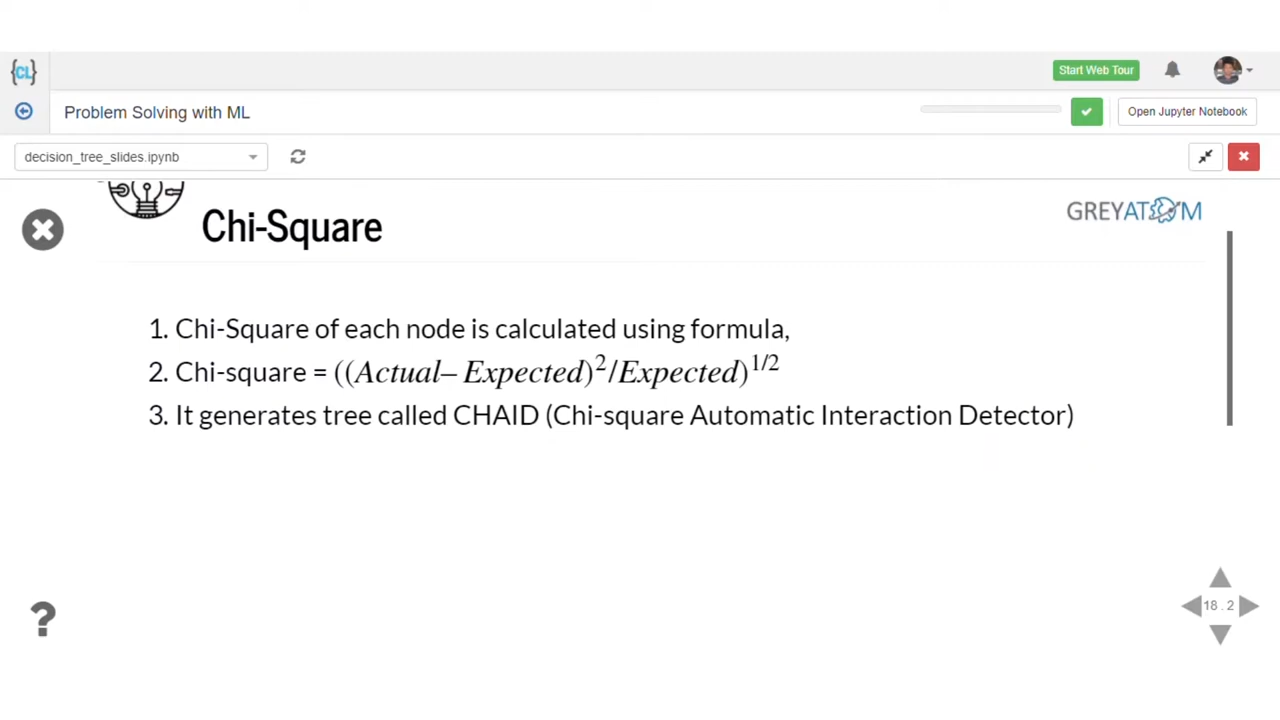 {CL}
Start Web Tour
Problem Solving with ML
Open Jupyter Notebook
decision_tree_slides.ipynb
Chi-Square
GREYATOM
1. Chi-Square of each node is calculated using formula,
2. Chi-square = ((Actual– Expected)²/Expected)^1/2
3. It generates tree called CHAID (Chi-square Automatic Interaction Detector)
18 . 2
?